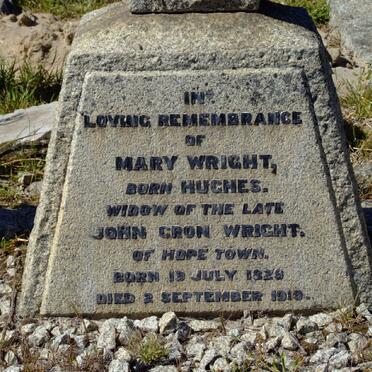 IN
LOVING REMEMBRANCE
OF
MARY WRIGHT,
BORN HUGHES.
WIDOW OF THE LATE
JOHN CRON WRIGHT.
OF HOPE TOWN.
BORN 13 JULY 1839
DIED 2 SEPTEMBER 1919.